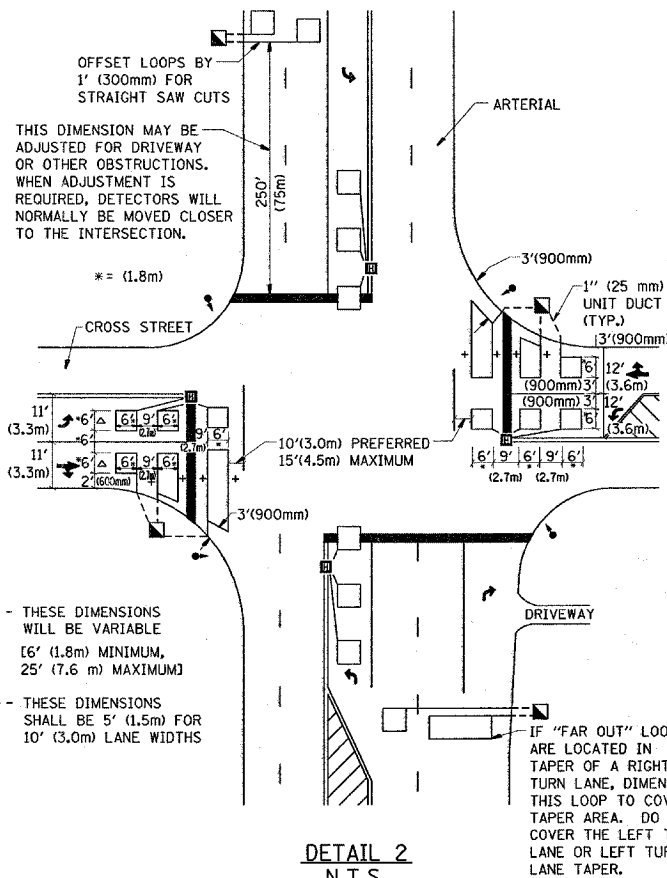 OFFSET LOOPS BY
1' (300mm) FOR
STRAIGHT SAW CUTS
ARTERIAL
THIS DIMENSION MAY BE
ADJUSTED FOR DRIVEWAY
OR OTHER OBSTRUCTIONS.
WHEN ADJUSTMENT IS
REQUIRED, DETECTORS WILL
NORMALLY BE MOVED CLOSER
TO THE INTERSECTION.
250'
(75m)
* = (1.8m)
3'(900mm)
1" (25 mm)
UNIT DUCT
(TYP.)
CROSS STREET
3'(900mm)
6'
12'
(3.6m)
(900mm) 3'
(900mm) 3'
6'
12'
(3.6m)
6' 9' 6' 9' 6'
* (2.7m) * (2.7m) *
11'
(3.3m)
*6'
6' 9' 6'
(2.7m)
*6'
(2.7m)
9' 6'
*
11'
(3.3m)
*6'
6' 9' 6'
(2.7m)
2' (600mm)
10'(3.0m) PREFERRED
15'(4.5m) MAXIMUM
3'(900mm)
- THESE DIMENSIONS
WILL BE VARIABLE
[6' (1.8m) MINIMUM,
25' (7.6 m) MAXIMUM]
- THESE DIMENSIONS
SHALL BE 5' (1.5m) FOR
10' (3.0m) LANE WIDTHS
DRIVEWAY
IF "FAR OUT" LOO
ARE LOCATED IN
TAPER OF A RIGHT
TURN LANE, DIMEN
THIS LOOP TO COV
TAPER AREA. DO
COVER THE LEFT T
LANE OR LEFT TUR
LANE TAPER.
DETAIL 2
N.T.S.